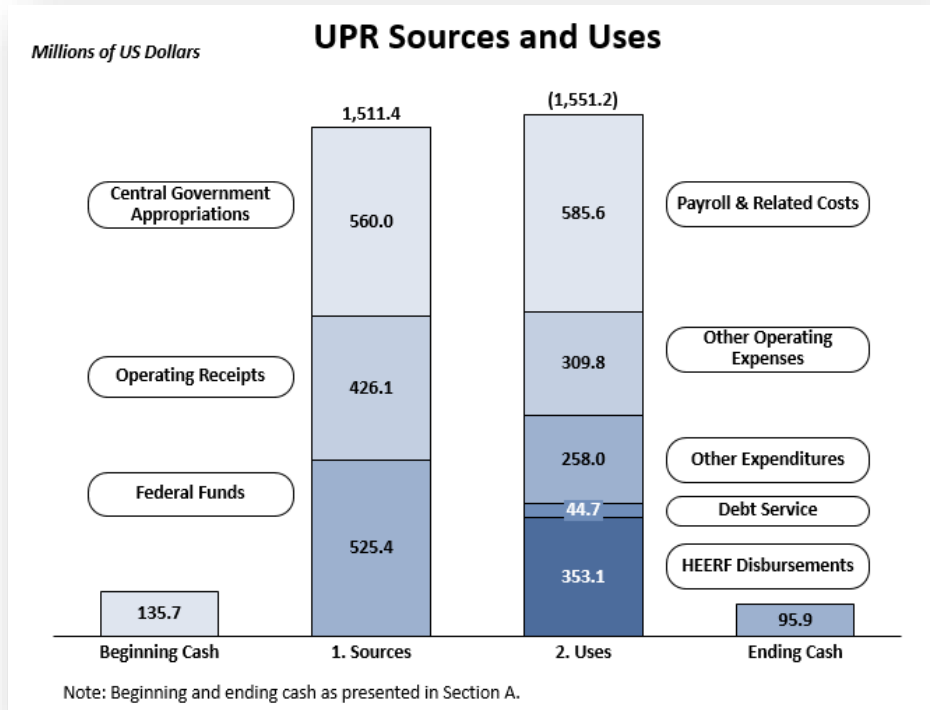 UPR Sources and Uses
Millions of US Dollars
1,511.4
(1,551.2)
Central Government
Appropriations
560.0
585.6
Payroll & Related Costs
Operating Receipts
426.1
309.8
Other Operating
Expenses
258.0
Other Expenditures
Federal Funds
44.7
Debt Service
525.4
353.1
HEERF Disbursements
135.7
95.9
Beginning Cash
1. Sources
2. Uses
Ending Cash
Note: Beginning and ending cash as presented in Section A.